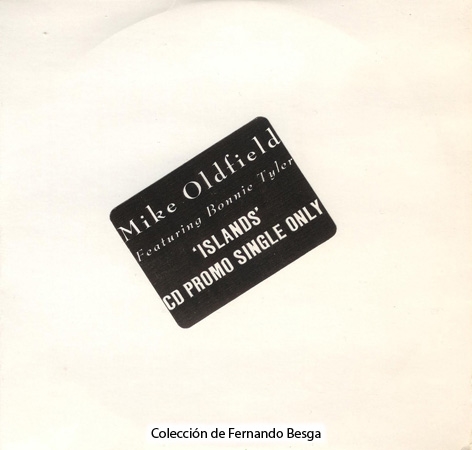 Mike Oldfield
Featuring Bonnie Tyler
'ISLANDS'
CD PROMO SINGLE ONLY
Colección de Fernando Besga